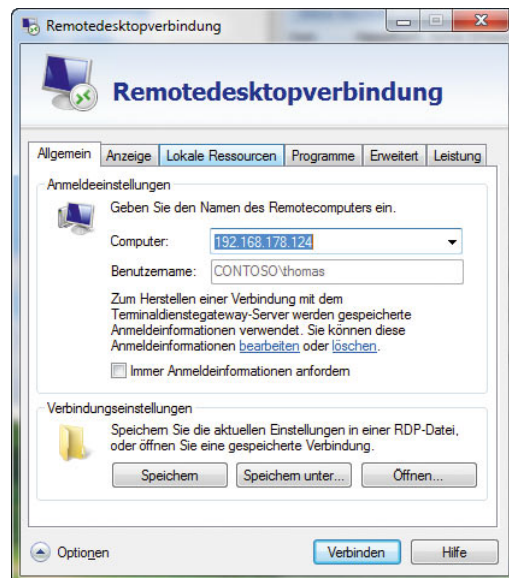 Remotedesktopverbindung
Remotedesktopverbindung
Allgemein Anzeige Lokale Ressourcen Programme Erweitert Leistung
Anmeldeeinstellungen
Geben Sie den Namen des Remotecomputers ein.
Computer: 192.168.178.124
Benutzername: CONTOSO\thomas
Zum Herstellen einer Verbindung mit dem
Terminaldienstegateway-Server werden gespeicherte
Anmeldeinformationen verwendet. Sie können diese
Anmeldeinformationen bearbeiten oder löschen.
Immer Anmeldeinformationen anfordern
Verbindungseinstellungen
Speichern Sie die aktuellen Einstellungen in einer RDP-Datei,
oder öffnen Sie eine gespeicherte Verbindung.
Speichern Speichern unter... Öffnen...
Optionen Verbinden Hilfe